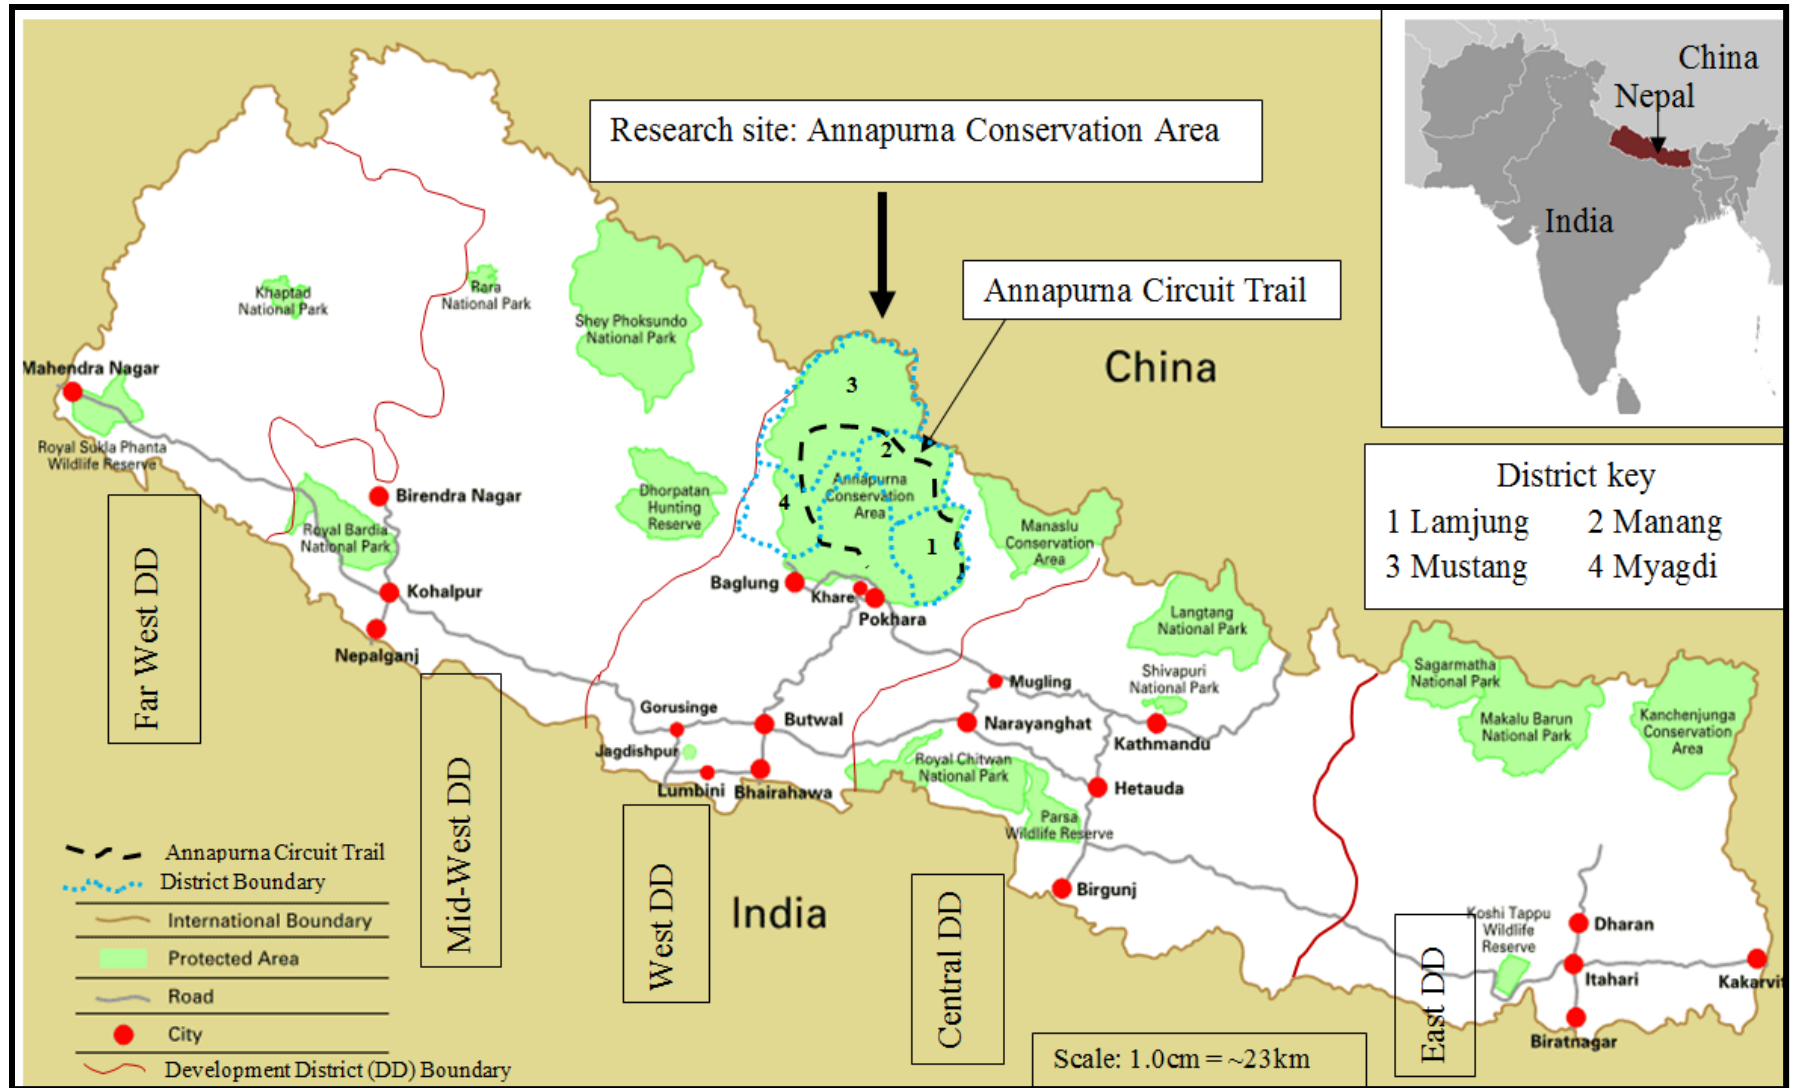 Research site: Annapurna Conservation Area
China
Nepal
India
Annapurna Circuit Trail
China
District key
1 Lamjung 2 Manang
3 Mustang 4 Myagdi
Khaptad
National Park
Rara
National Park
Shey Phoksundo
National Park
Mahendra Nagar
Royal Sukla Phanta
Wildlife Reserve
Birendra Nagar
Royal Bardia
National Park
Dhorpatan
Hunting
Reserve
3
2
Annapurna
Conservation
Area
4
1
Manaslu
Conservation
Area
Kohalpur
Nepalganj
Baglung
Khare
Pokhara
Langtang
National Park
Shivapuri
National Park
Mugling
Gorusinge
Butwal
Narayanghat
Kathmandu
Jagdishpur
Lumbini
Bhairahawa
Royal Chitwan
National Park
Hetauda
Parsa
Wildlife Reserve
Birgunj
Sagarmatha
National Park
Makalu Barun
National Park
Kanchenjunga
Conservation
Area
Koshi Tappu
Wildlife
Reserve
Dharan
Itahari
Kakarvit
Biratnagar
Far West DD
Mid-West DD
West DD
Central DD
East DD
India
Annapurna Circuit Trail
District Boundary
International Boundary
Protected Area
Road
City
Development District (DD) Boundary
Scale: 1.0cm = ~23km